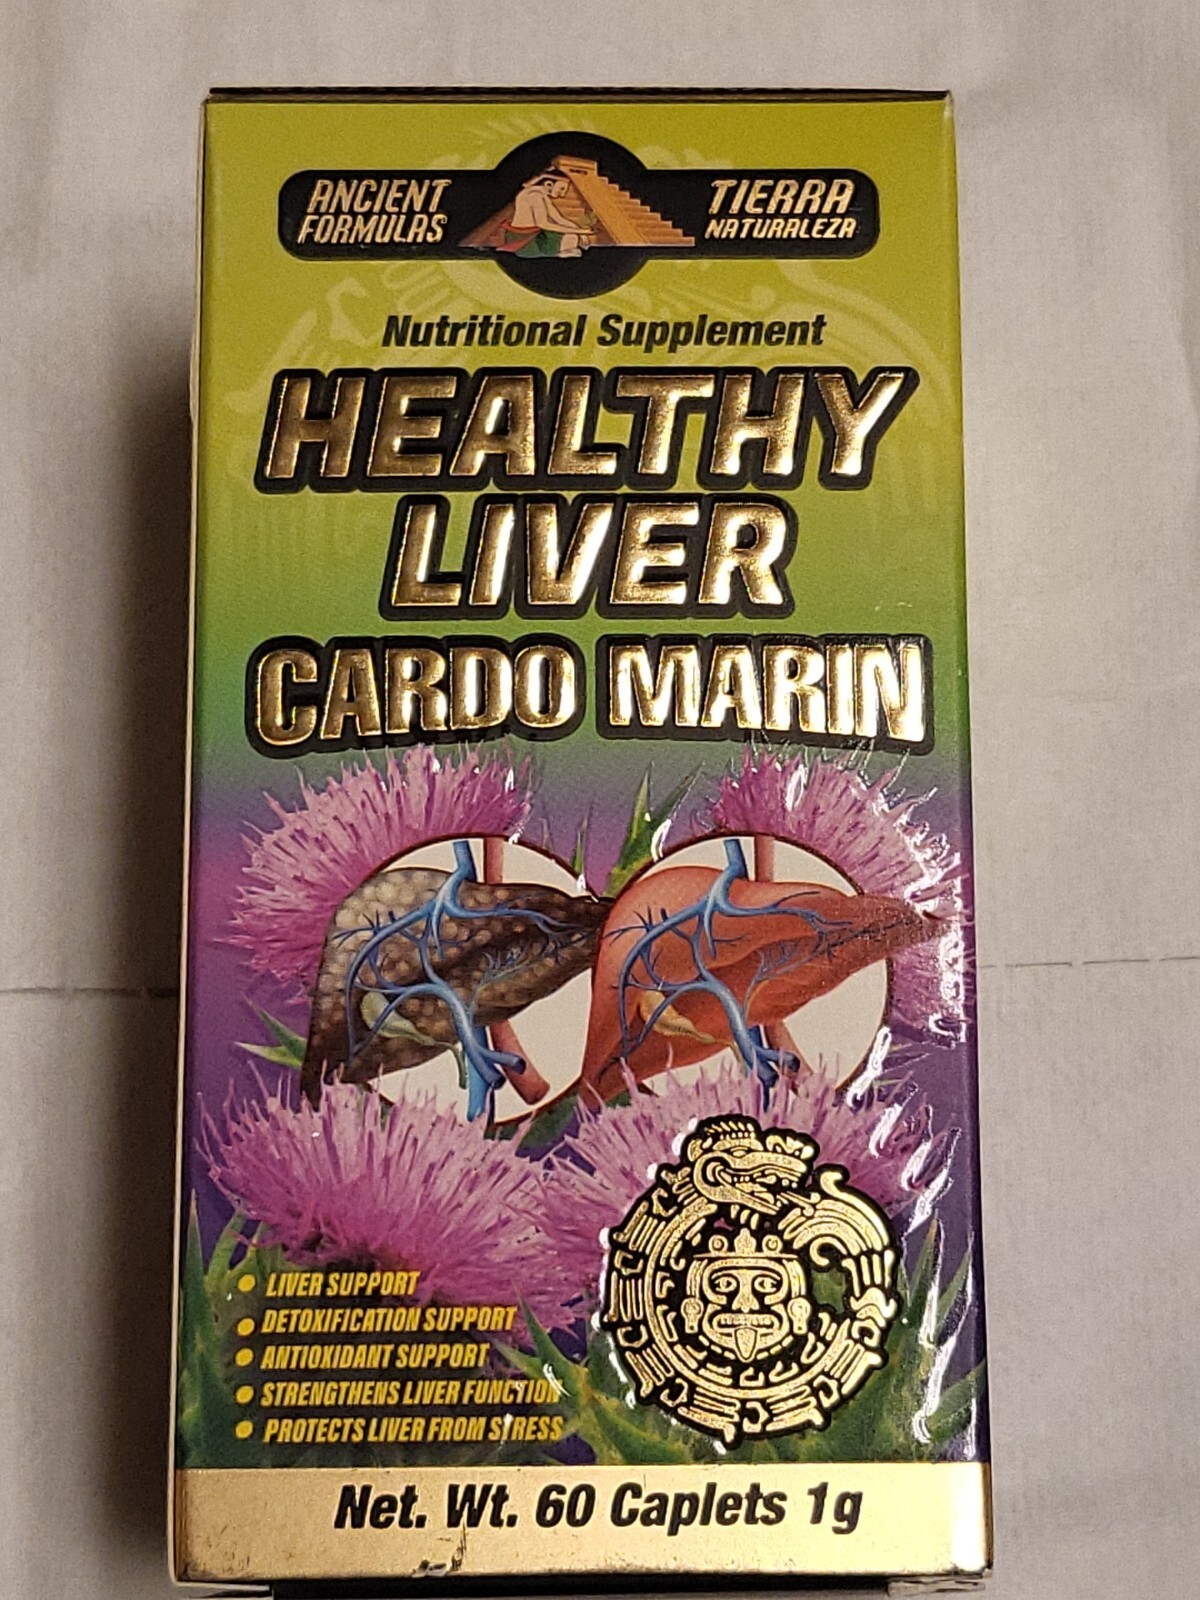 ANCIENT FORMULAS
TIERRA NATURALEZA
Nutritional Supplement
HEALTHY
LIVER
CARDO MARIN
LIVER SUPPORT
DETOXIFICATION SUPPORT
ANTIOXIDANT SUPPORT
STRENGTHENS LIVER FUNCTION
PROTECTS LIVER FROM STRESS
Net. Wt. 60 Caplets 1g